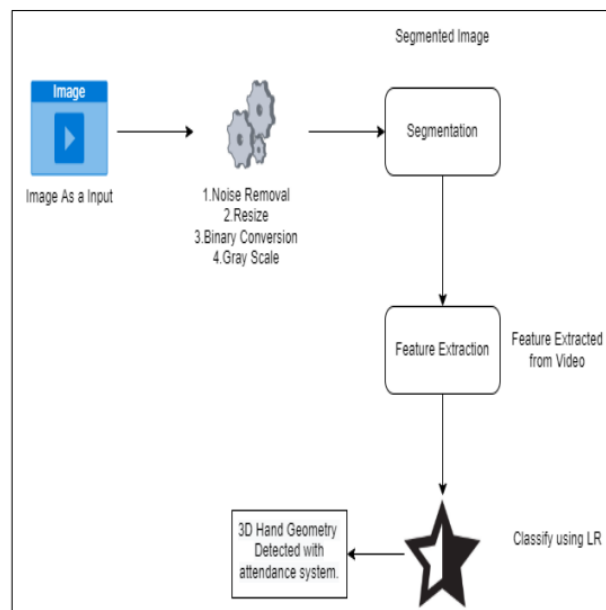 Segmented Image
Image
Segmentation
Image As a Input
1.Noise Removal
2.Resize
3.Binary Conversion
4.Gray Scale
Feature Extraction
Feature Extracted
from Video
3D Hand Geometry
Detected with
attendance system.
Classify using LR